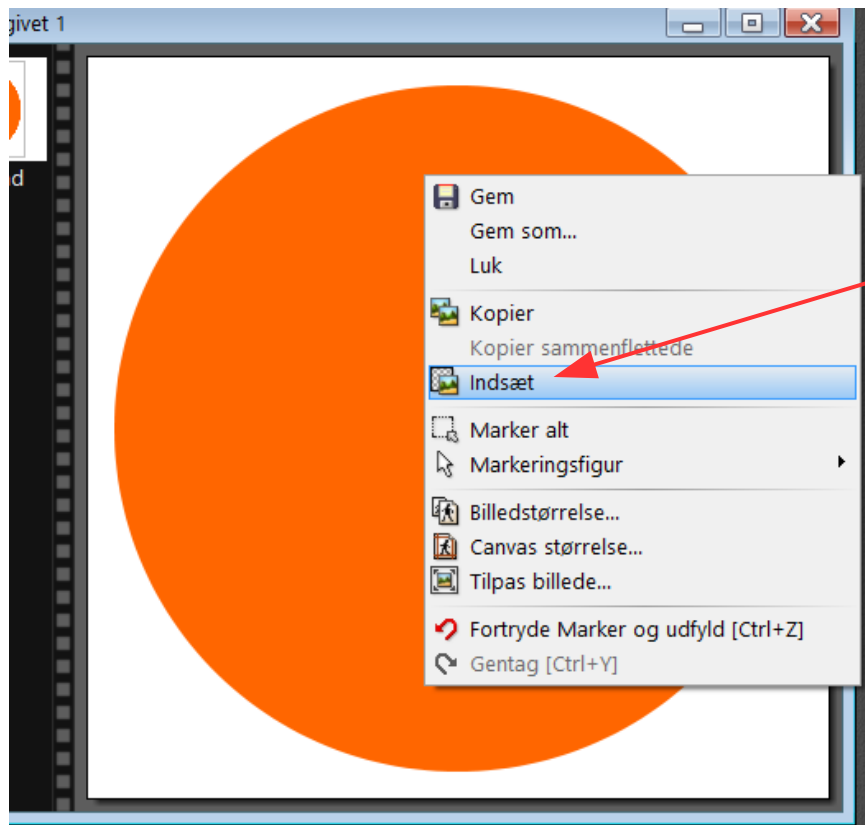 givet 1
d
Gem
Gem som...
Luk
Kopier
Kopier sammenflettede
Indsæt
Marker alt
Markeringsfigur
Billedstørrelse...
Canvas størrelse...
Tilpas billede...
Fortryde Marker og udfyld [Ctrl+Z]
Gentag [Ctrl+Y]